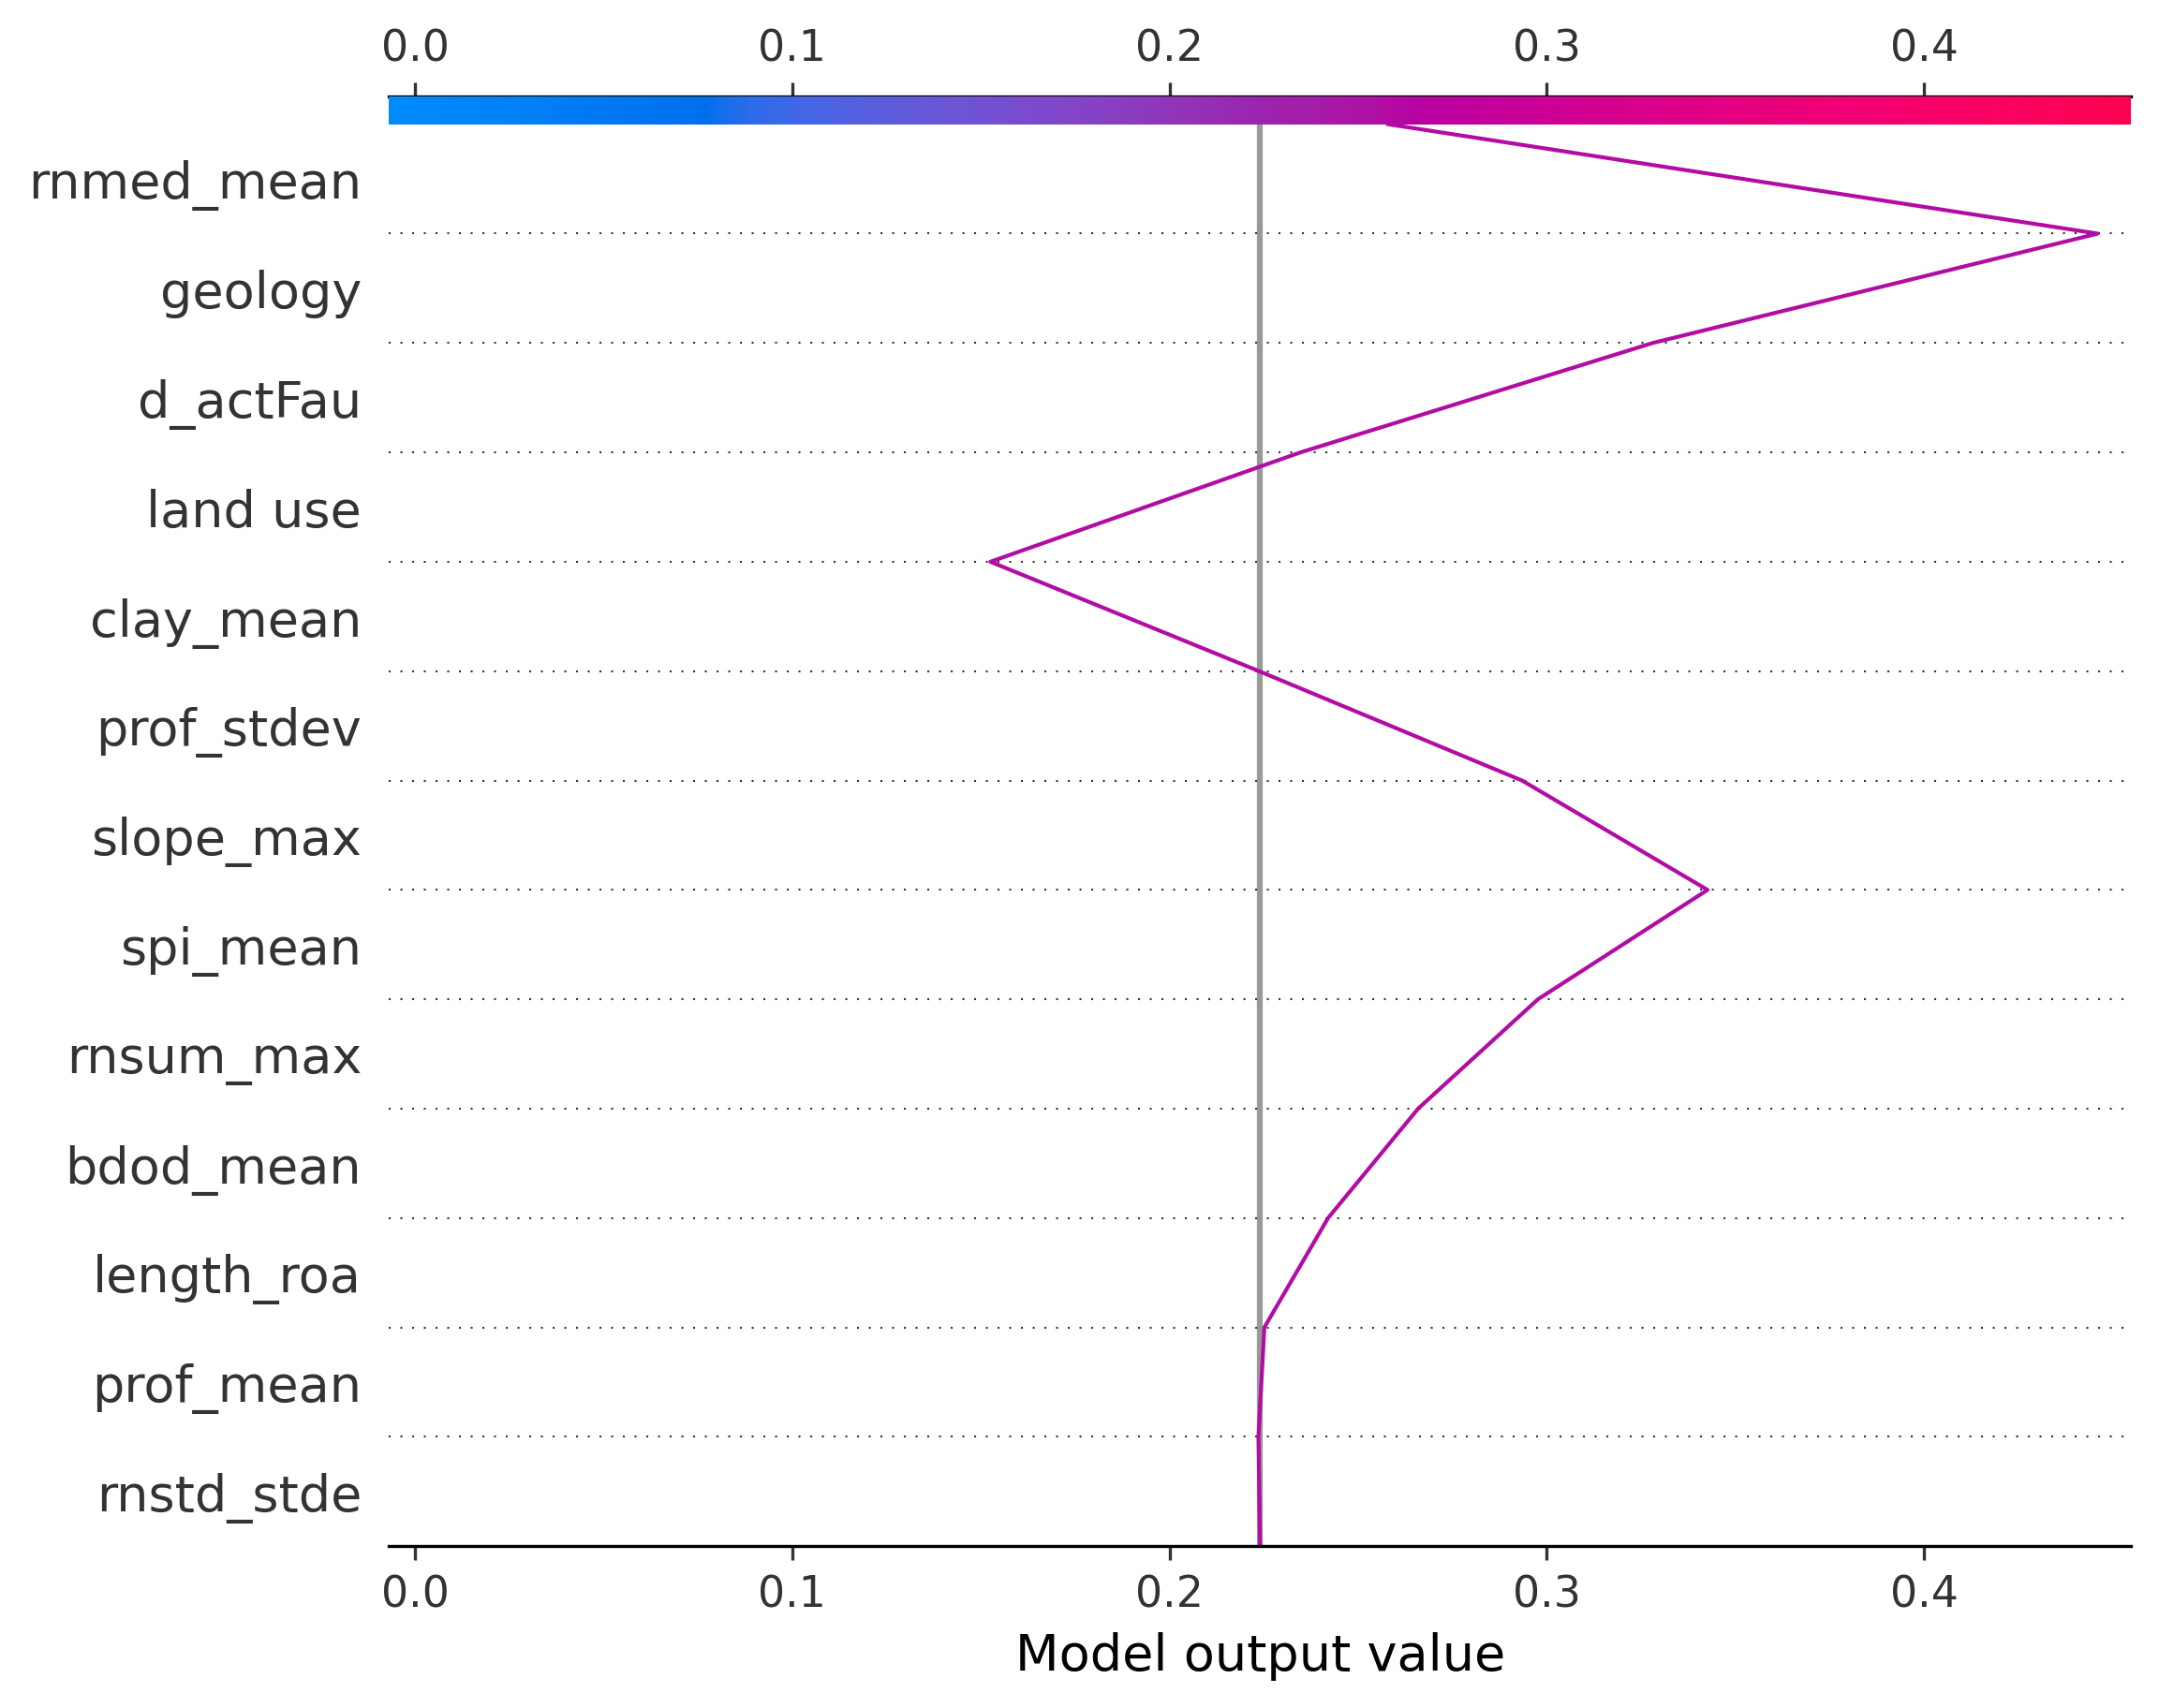 0.0 0.1 0.2 0.3 0.4
rnmed_mean
geology
d_actFau
land use
clay_mean
prof_stdev
slope_max
spi_mean
rnsum_max
bdod_mean
length_roa
prof_mean
rnstd_stde
0.0 0.1 0.2 0.3 0.4
Model output value